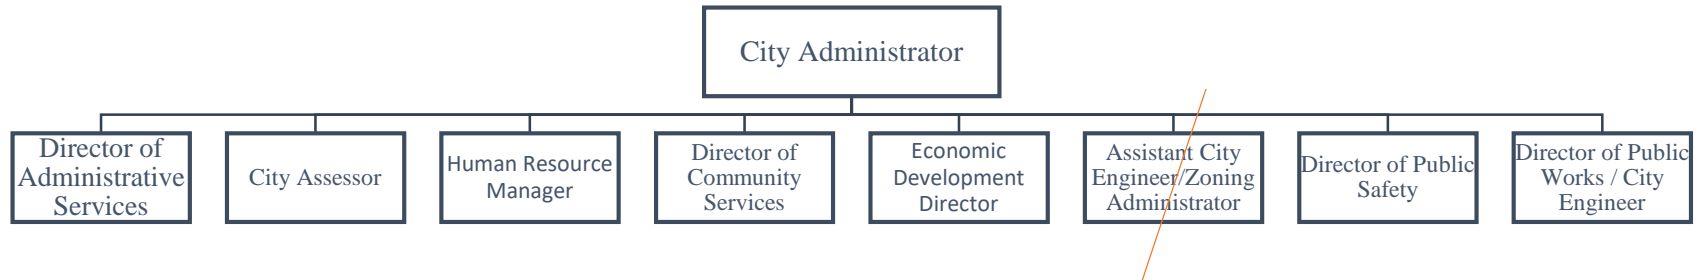 City Administrator
Director of
Administrative
Services
City Assessor
Human Resource
Manager
Director of
Community
Services
Economic
Development
Director
Assistant City
Engineer/Zoning
Administrator
Director of Public
Safety
Director of Public
Works / City
Engineer